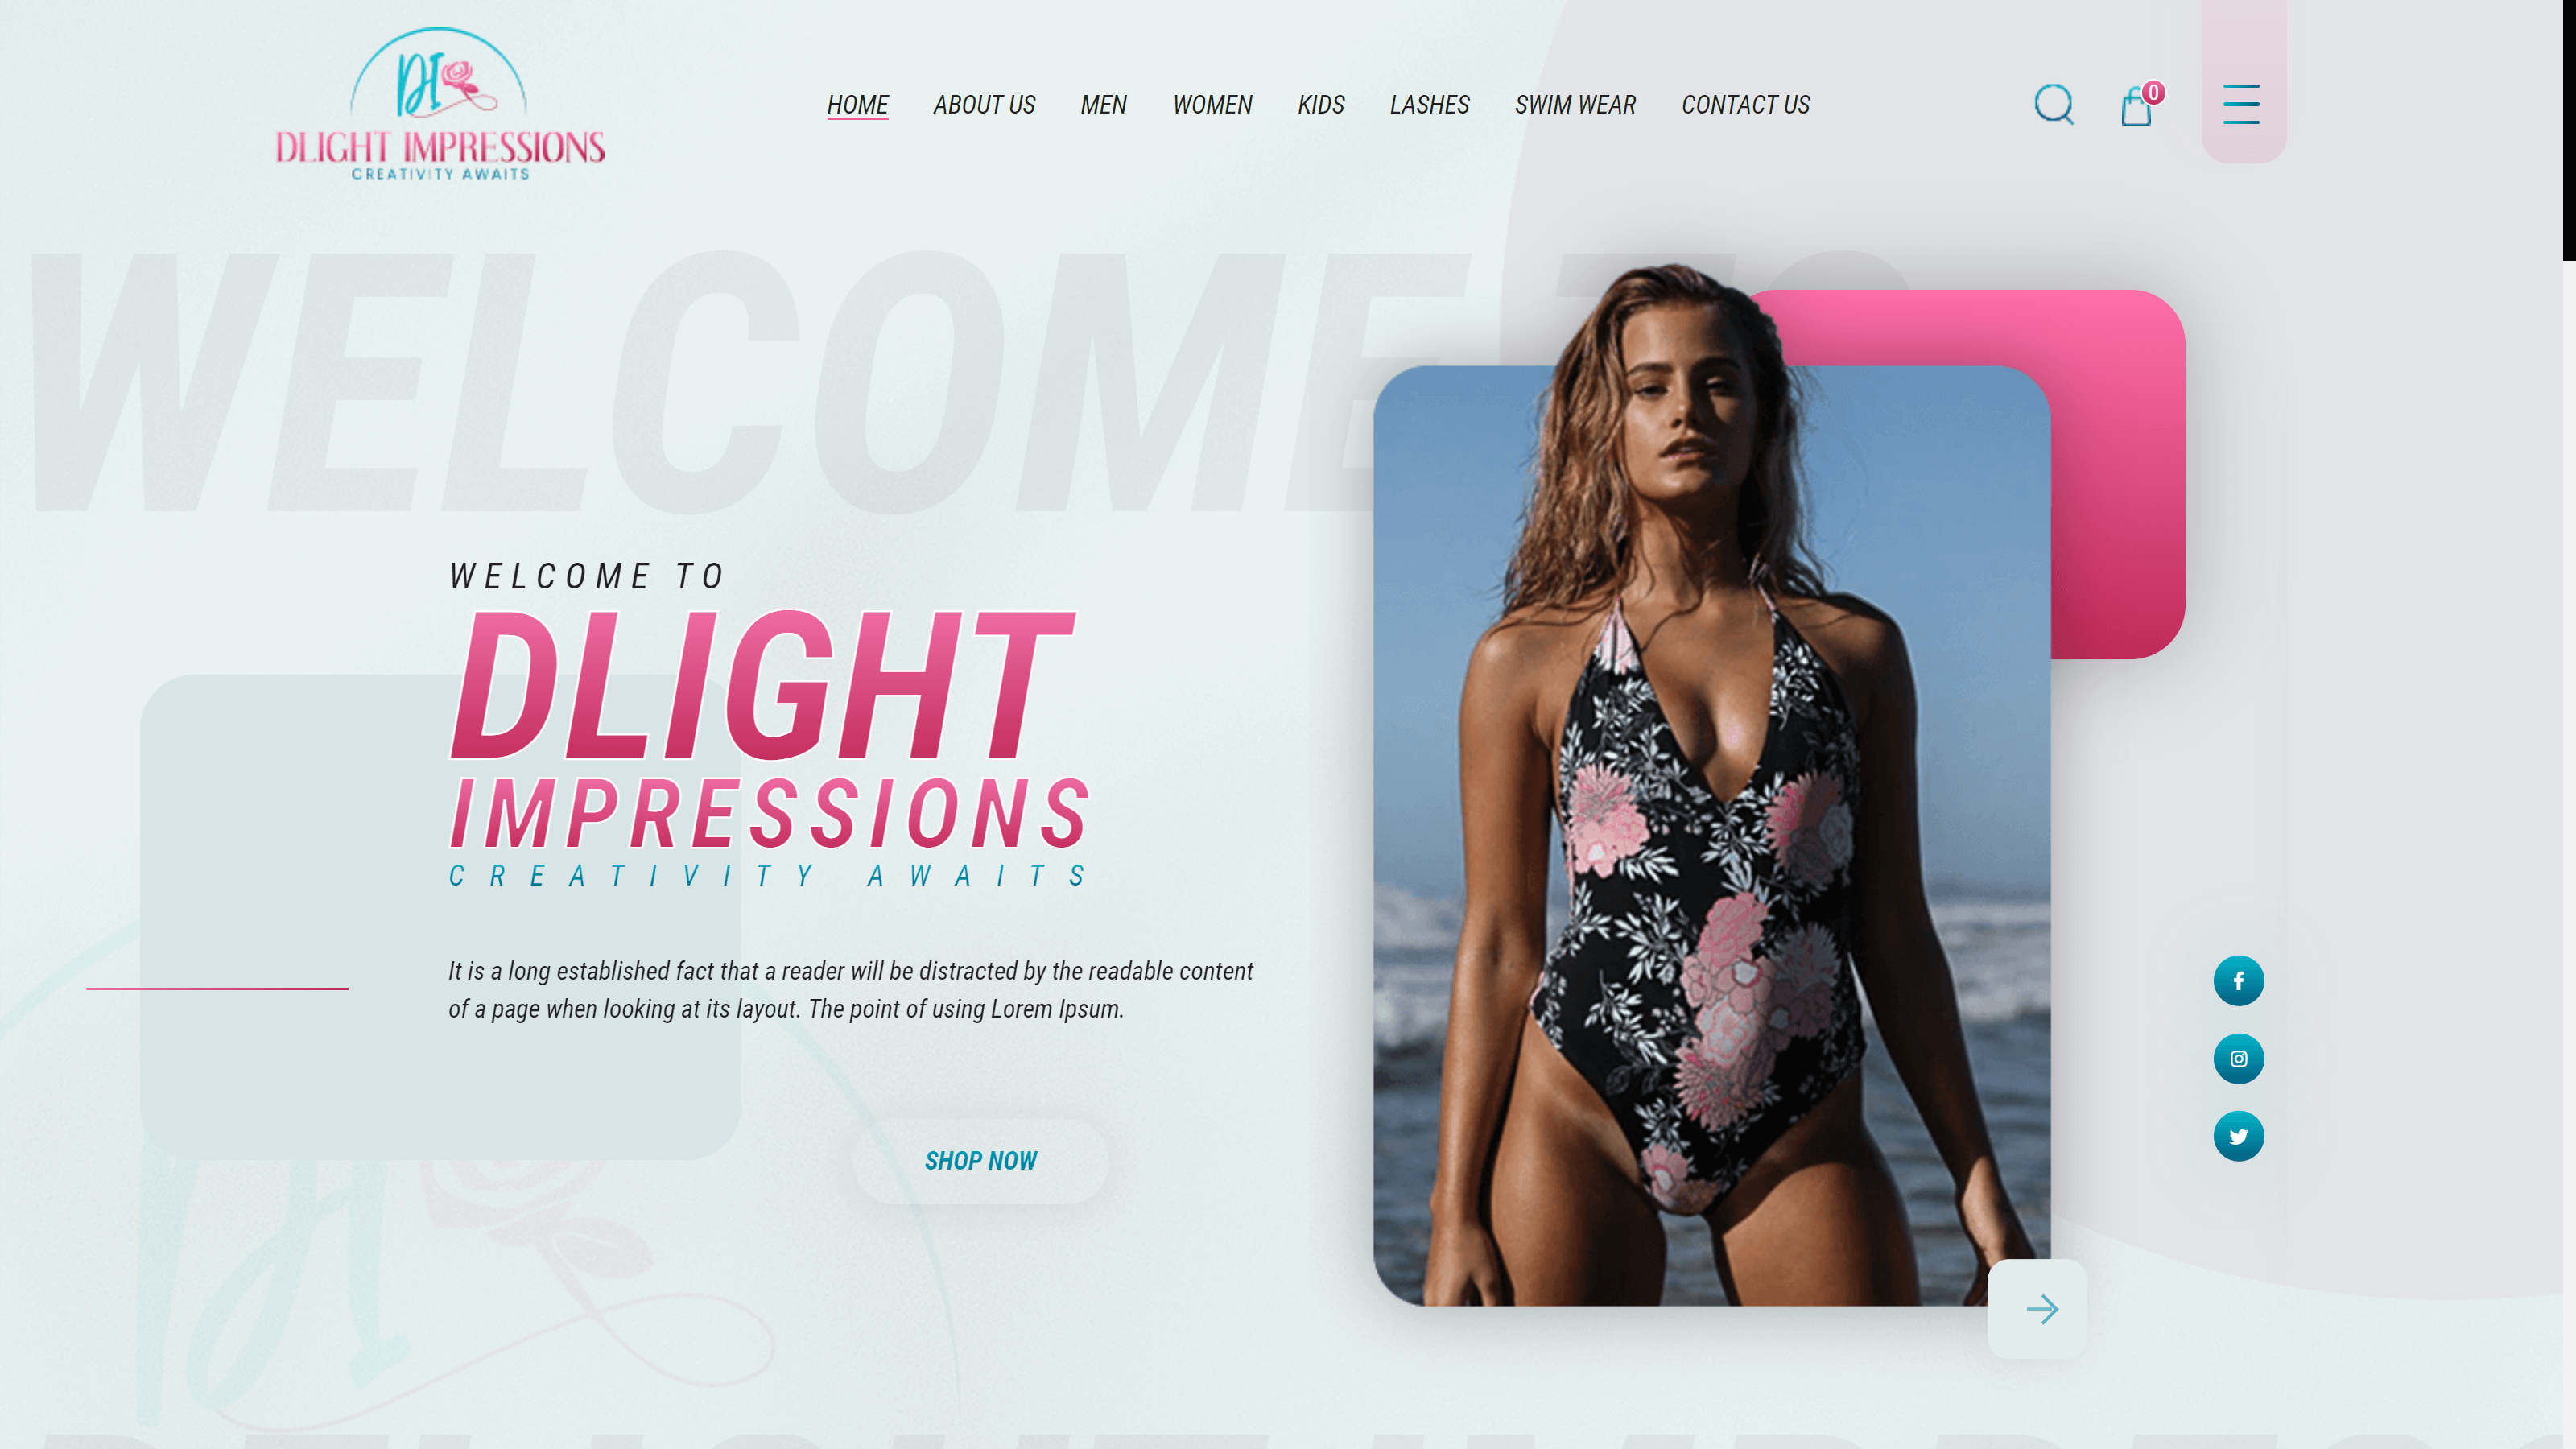 DI
DLIGHT IMPRESSIONS
CREATIVITY AWAITS
HOME ABOUT US MEN WOMEN KIDS LASHES SWIM WEAR CONTACT US
0
WELCOME TO
WELCOME TO
DLIGHT
IMPRESSIONS
CREATIVITY AWAITS
It is a long established fact that a reader will be distracted by the readable content
of a page when looking at its layout. The point of using Lorem Ipsum.
SHOP NOW
DI